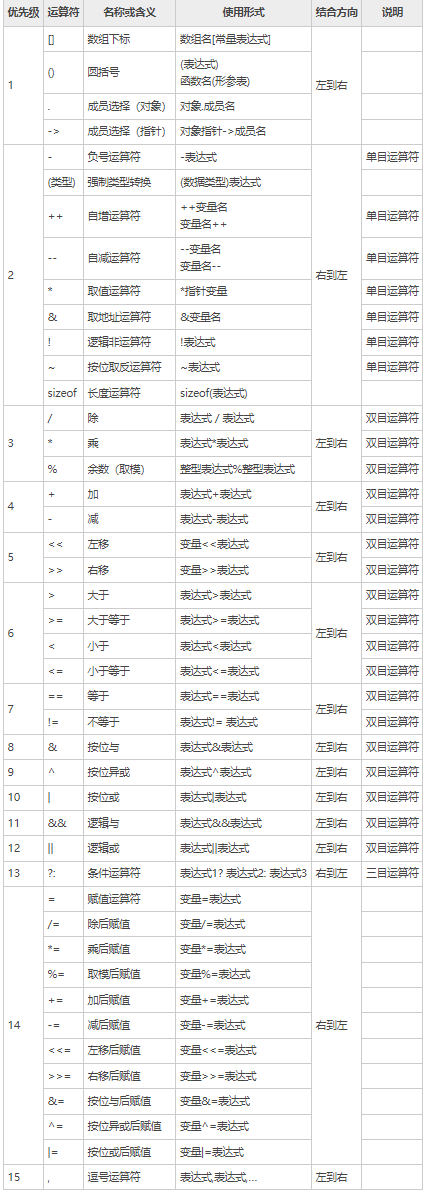 优先级 运算符 名称或含义 使用形式 结合方向 说明
1 [] 数组下标 数组名[常量表达式] 左到右
() 圆括号 (表达式)
函数名(形参表)
. 成员选择（对象） 对象.成员名
-> 成员选择（指针） 对象指针->成员名
2 - 负号运算符 -表达式 右到左 单目运算符
(类型) 强制类型转换 (数据类型)表达式
++ 自增运算符 ++变量名
变量名++ 单目运算符
-- 自减运算符 --变量名
变量名-- 单目运算符
* 取值运算符 *指针变量 单目运算符
& 取地址运算符 &变量名 单目运算符
! 逻辑非运算符 !表达式 单目运算符
~ 按位取反运算符 ~表达式 单目运算符
sizeof 长度运算符 sizeof(表达式)
3 / 除 表达式 / 表达式 左到右 双目运算符
* 乘 表达式*表达式 双目运算符
% 余数（取模） 整型表达式%整型表达式 双目运算符
4 + 加 表达式+表达式 左到右 双目运算符
- 减 表达式-表达式 双目运算符
5 << 左移 变量<<表达式 左到右 双目运算符
>> 右移 变量>>表达式 双目运算符
6 > 大于 表达式>表达式 左到右 双目运算符
>= 大于等于 表达式>=表达式 双目运算符
< 小于 表达式<表达式 双目运算符
<= 小于等于 表达式<=表达式 双目运算符
7 == 等于 表达式==表达式 左到右 双目运算符
!= 不等于 表达式!= 表达式 双目运算符
8 & 按位与 表达式&表达式 左到右 双目运算符
9 ^ 按位异或 表达式^表达式 左到右 双目运算符
10 | 按位或 表达式|表达式 左到右 双目运算符
11 && 逻辑与 表达式&&表达式 左到右 双目运算符
12 || 逻辑或 表达式||表达式 左到右 双目运算符
13 ?: 条件运算符 表达式1? 表达式2: 表达式3 右到左 三目运算符
14 = 赋值运算符 变量=表达式 右到左
/= 除后赋值 变量/=表达式
*= 乘后赋值 变量*=表达式
%= 取模后赋值 变量%=表达式
+= 加后赋值 变量+=表达式
-= 减后赋值 变量-=表达式
<<= 左移后赋值 变量<<=表达式
>>= 右移后赋值 变量>>=表达式
&= 按位与后赋值 变量&=表达式
^= 按位异或后赋值 变量^=表达式
|= 按位或后赋值 变量|=表达式
15 , 逗号运算符 表达式,表达式,... 左到右